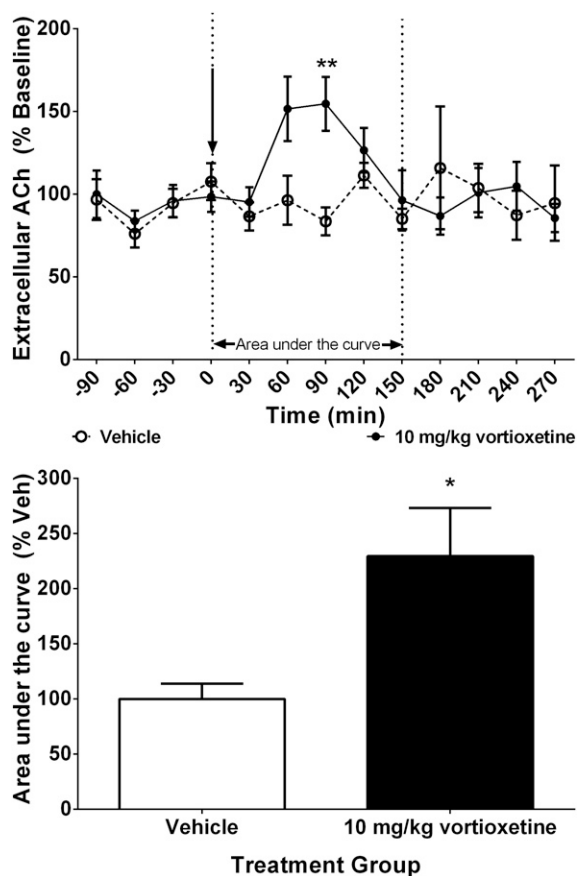 Extracellular ACh (% Baseline)
200
150
100
50
0
**
Area under the curve
-90 -60 -30 0 30 60 90 120 150 180 210 240 270
Time (min)
Vehicle 10 mg/kg vortioxetine
Area under the curve (% Veh)
300
250
200
150
100
50
0
*
Vehicle 10 mg/kg vortioxetine
Treatment Group